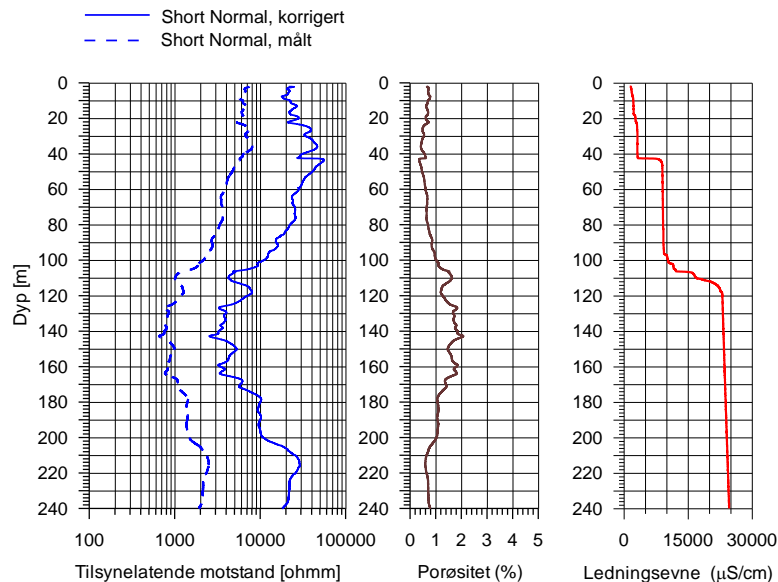 Short Normal, korrigert
Short Normal, målt
0 0 0
20 20 20
40 40 40
60 60 60
80 80 80
100 100 100
120 120 120
140 140 140
160 160 160
180 180 180
200 200 200
220 220 220
240 240 240
Dyp [m]
100 1000 10000 100000 0 1 2 3 4 5 0 15000 30000
Tilsynelatende motstand [ohmm] Porøsitet (%) Ledningsevne (µS/cm)